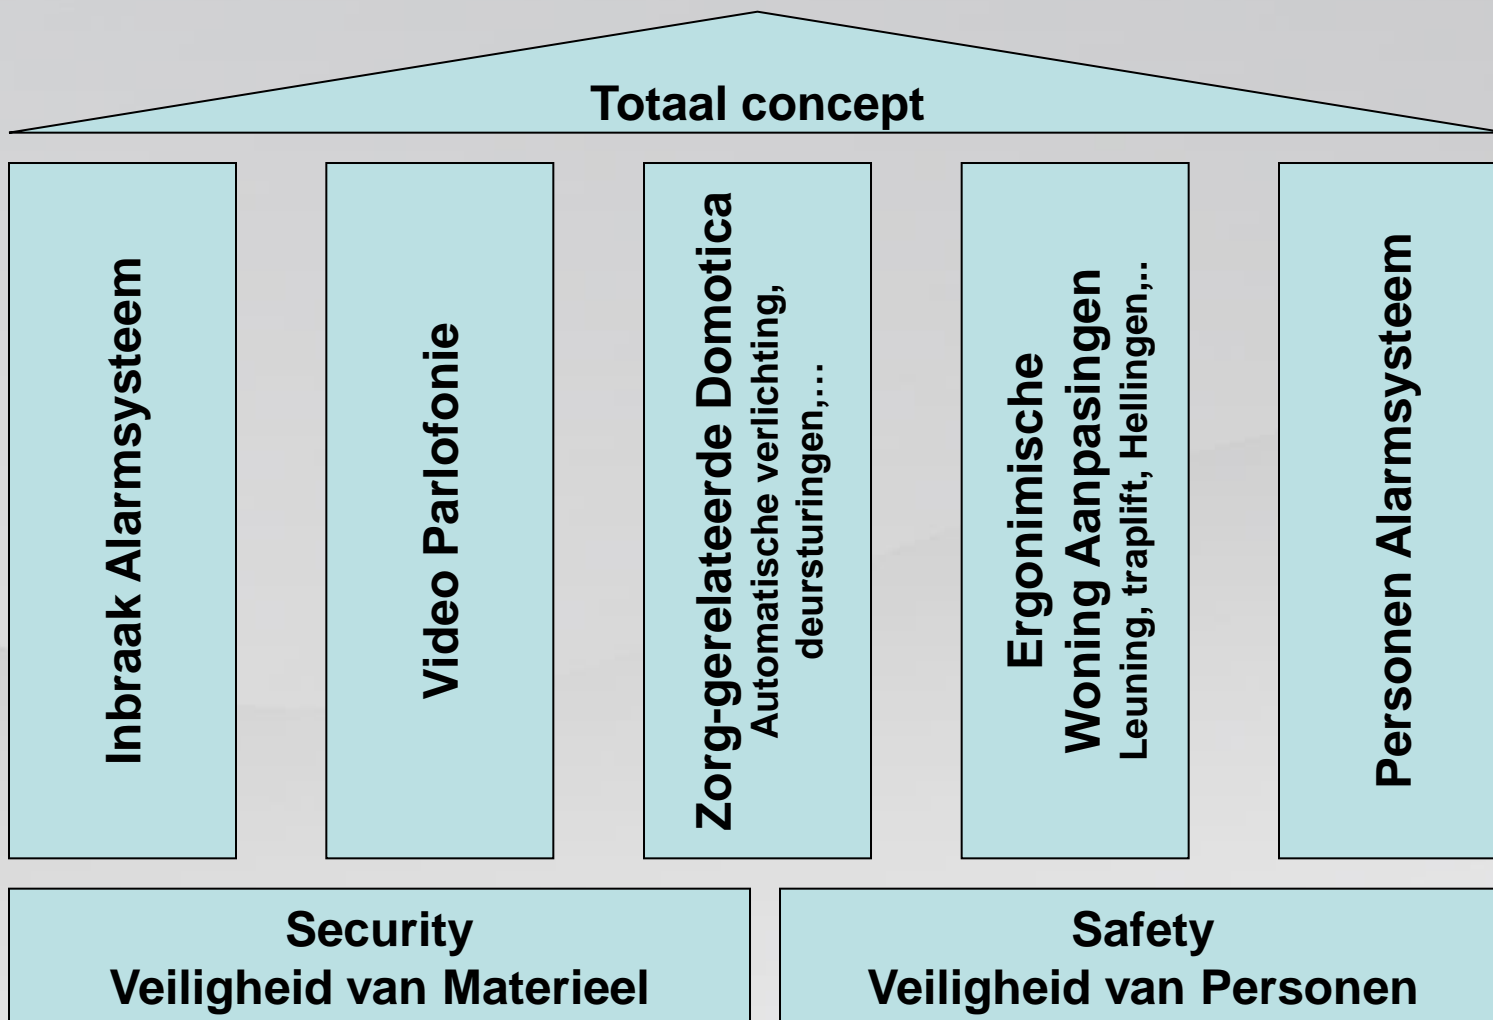 Totaal concept
Inbraak Alarmsysteem
Video Parlofonie
Zorg-gerelateerde Domotica
Automatische verlichting,
deursturingen,...
Ergonimische
Woning Aanpasingen
Leuning, traplift, Hellingen,..
Personen Alarmsysteem
Security
Veiligheid van Materieel
Safety
Veiligheid van Personen